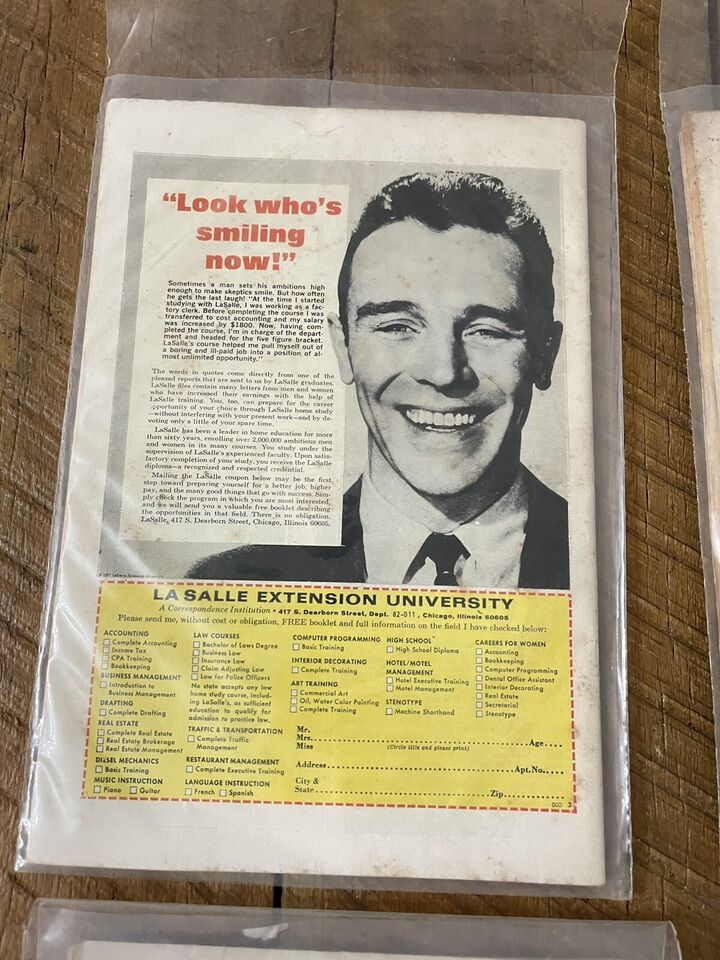 “Look who’s
smiling
now!”
Sometimes a man sets his ambitions high
enough to make skeptics smile. But how often
he gets the last laugh! “At the time I started
studying with LaSalle, I was working as a fac-
tory clerk. Before completing the course I was
transferred to cost accounting and my salary
was increased by $1800. Now, having com-
pleted the course, I’m in charge of the depart-
ment and headed for the five figure bracket.
LaSalle’s course helped me pull myself out of
a boring and ill-paid job into a position of al-
most unlimited opportunity.”
The words in quotes come directly from one of the
pleased reports that are sent to us by LaSalle graduates.
LaSalle files contain many letters from men and women
who have increased their earnings with the help of
LaSalle training. You, too, can prepare for the career
opportunity of your choice through LaSalle home study
—without interfering with your present work—and by de-
voting only a little of your spare time.
LaSalle has been a leader in home education for more
than sixty years, enrolling over 2,000,000 ambitious men
and women in its many courses. You study under the
supervision of LaSalle’s experienced faculty. Upon satis-
factory completion of your study, you receive the LaSalle
diploma—a recognized and respected credential.
Mailing the LaSalle coupon below may be the first
step toward preparing yourself for a better job, higher
pay, and the many good things that go with success. Sim-
ply check the program in which you are most interested,
and we will send you a valuable free booklet describing
the opportunities in that field. There is no obligation.
LaSalle, 417 S. Dearborn Street, Chicago, Illinois 60605.
LA SALLE EXTENSION UNIVERSITY
A Correspondence Institution • 417 S. Dearborn Street, Dept. 82-011, Chicago, Illinois 60605
Please send me, without cost or obligation, FREE booklet and full information on the field I have checked below:
ACCOUNTING
Complete Accounting
Income Tax
CPA Training
Bookkeeping
BUSINESS MANAGEMENT
Introduction to
Business Management
DRAFTING
Complete Drafting
REAL ESTATE
Complete Real Estate
Real Estate Brokerage
Real Estate Management
DIESEL MECHANICS
Basic Training
MUSIC INSTRUCTION
Piano Guitar
LAW COURSES
Bachelor of Laws Degree
Business Law
Insurance Law
Claim Adjusting Law
Law for Police Officers
No state accepts any law
home study course, includ-
ing LaSalle’s, as sufficient
education to qualify for
admission to practice law.
TRAFFIC & TRANSPORTATION
Complete Traffic
Management
RESTAURANT MANAGEMENT
Complete Executive Training
LANGUAGE INSTRUCTION
French Spanish
COMPUTER PROGRAMMING
Basic Training
INTERIOR DECORATING
Complete Training
ART TRAINING
Commercial Art
Oil, Water Color Painting
Complete Training
HIGH SCHOOL
High School Diploma
HOTEL/MOTEL
MANAGEMENT
Hotel Executive Training
Motel Management
STENOTYPE
Machine Shorthand
CAREERS FOR WOMEN
Accounting
Bookkeeping
Computer Programming
Dental Office Assistant
Interior Decorating
Real Estate
Secretarial
Stenotype
Mr.
Mrs.
Miss (Circle title and please print) Age
Address Apt.No.
City &
State Zip
3